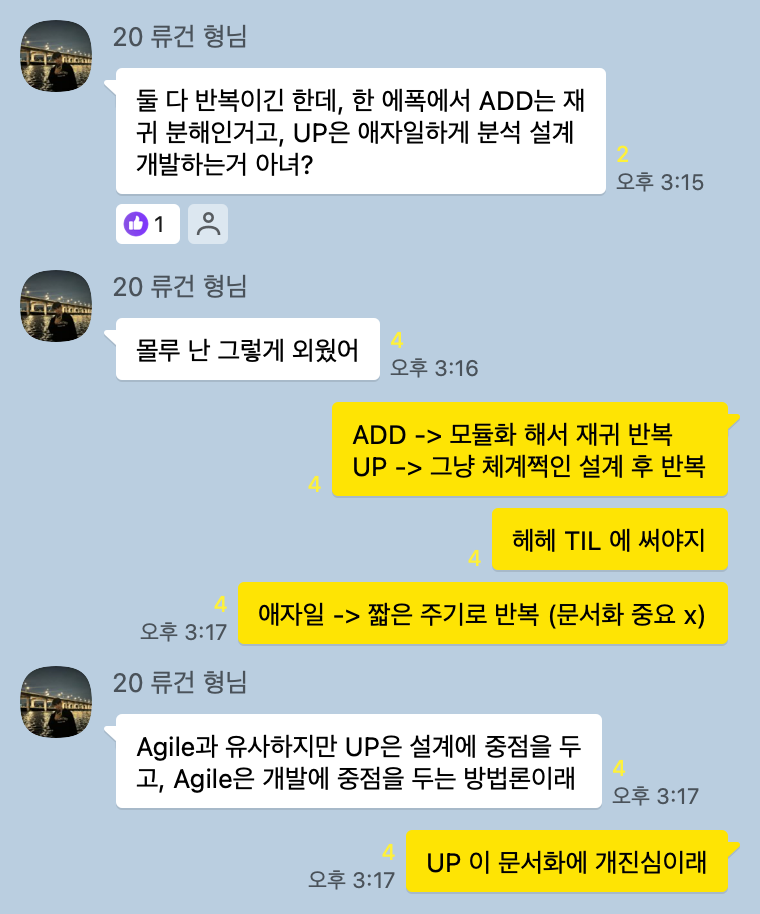 20 류건 형님
둘 다 반복이긴 한데, 한 에폭에서 ADD는 재
귀 분해인거고, UP은 애자일하게 분석 설계
개발하는거 아녀?
2
오후 3:15
1
20 류건 형님
몰루 난 그렇게 외웠어
4
오후 3:16
ADD -> 모듈화 해서 재귀 반복
UP -> 그냥 체계쩍인 설계 후 반복
4
헤헤 TIL 에 써야지
4
애자일 -> 짧은 주기로 반복 (문서화 중요 x)
4
오후 3:17
20 류건 형님
Agile과 유사하지만 UP은 설계에 중점을 두
고, Agile은 개발에 중점을 두는 방법론이래
4
오후 3:17
UP 이 문서화에 개진심이래
4
오후 3:17